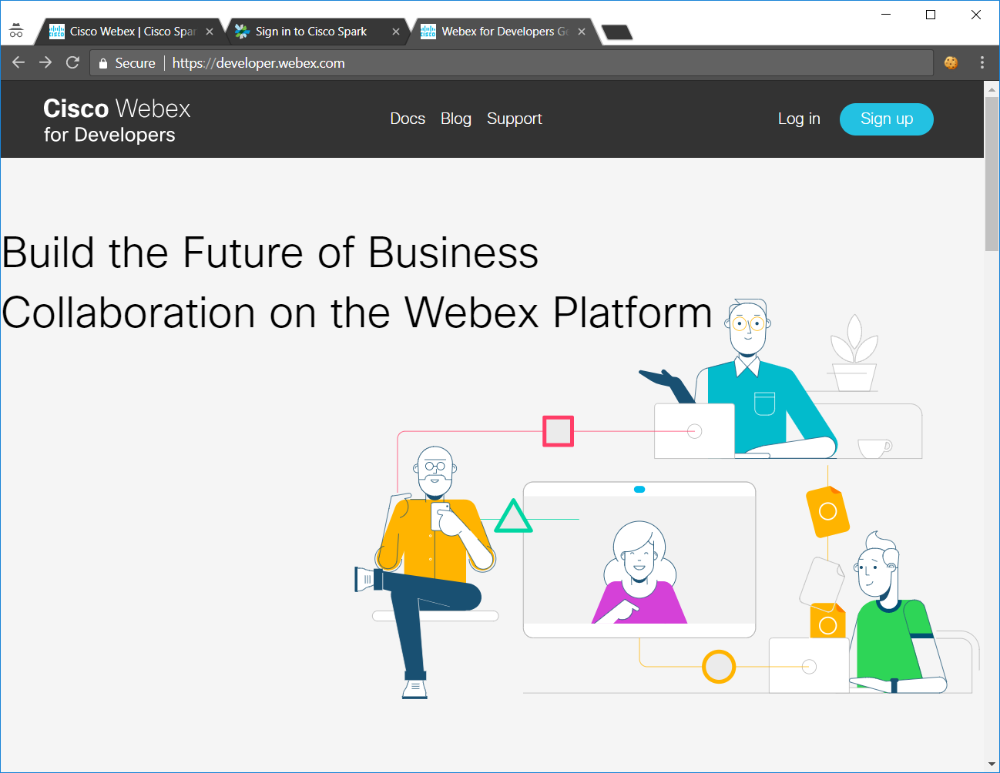 Cisco Webex | Cisco Spar
Sign in to Cisco Spark
Webex for Developers Ge
Secure | https://developer.webex.com
Cisco Webex
for Developers
Docs Blog Support
Log in
Sign up
Build the Future of Business
Collaboration on the Webex Platform